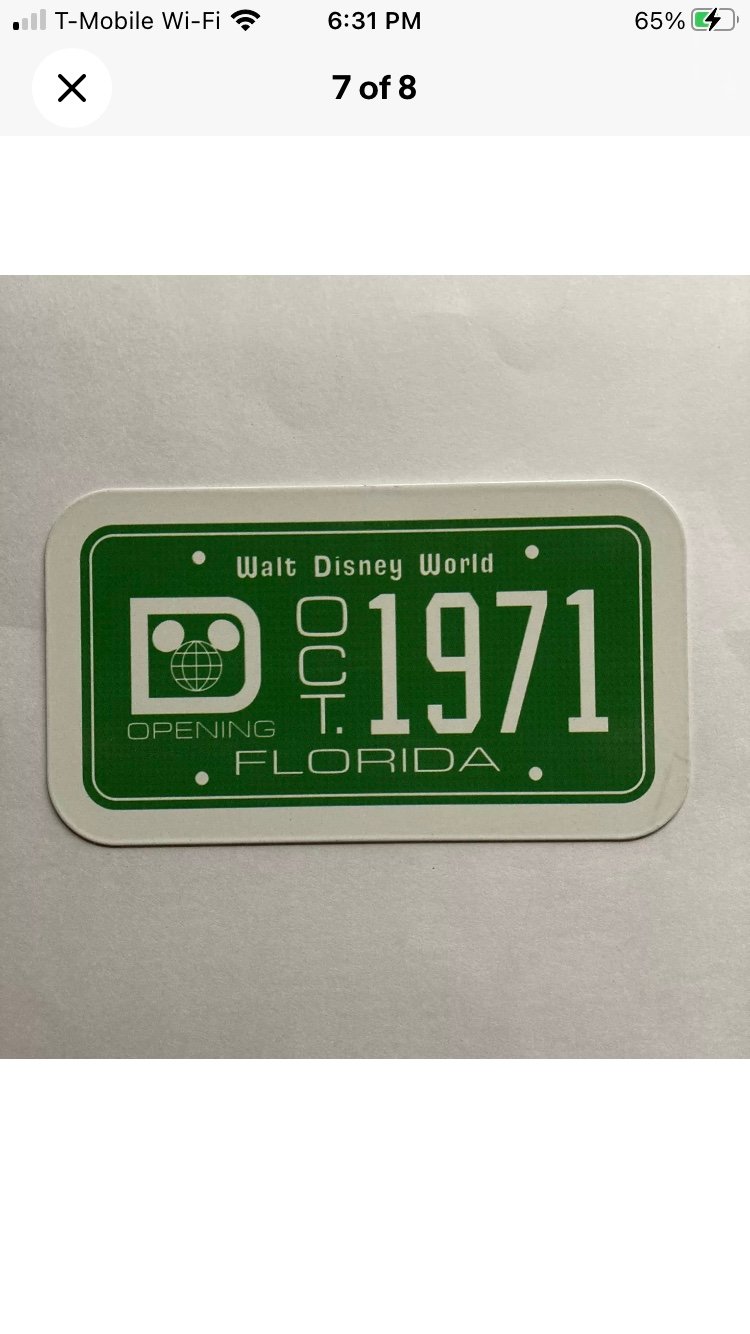 T-Mobile Wi-Fi 6:31 PM 65%
7 of 8
Walt Disney World
OCT. 1971
OPENING
FLORIDA